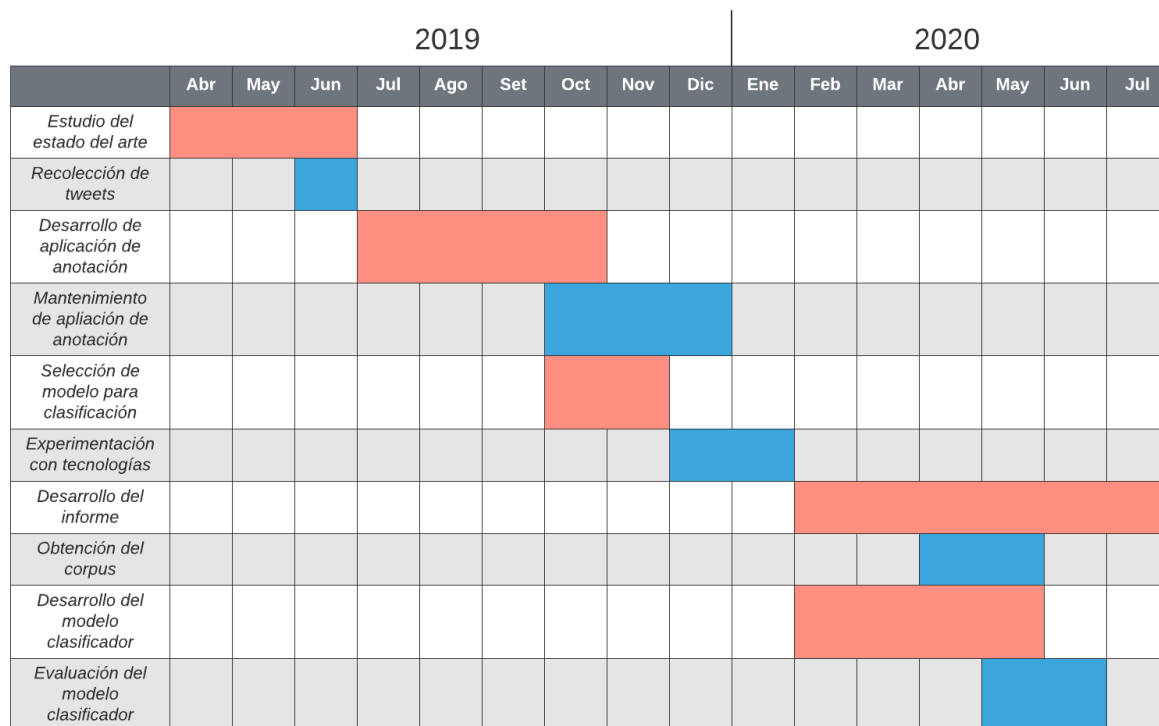 2019 2020
Abr May Jun Jul Ago Set Oct Nov Dic Ene Feb Mar Abr May Jun Jul
Estudio del
estado del arte
Recolección de
tweets
Desarrollo de
aplicación de
anotación
Mantenimiento
de apliación de
anotación
Selección de
modelo para
clasificación
Experimentación
con tecnologías
Desarrollo del
informe
Obtención del
corpus
Desarrollo del
modelo
clasificador
Evaluación del
modelo
clasificador